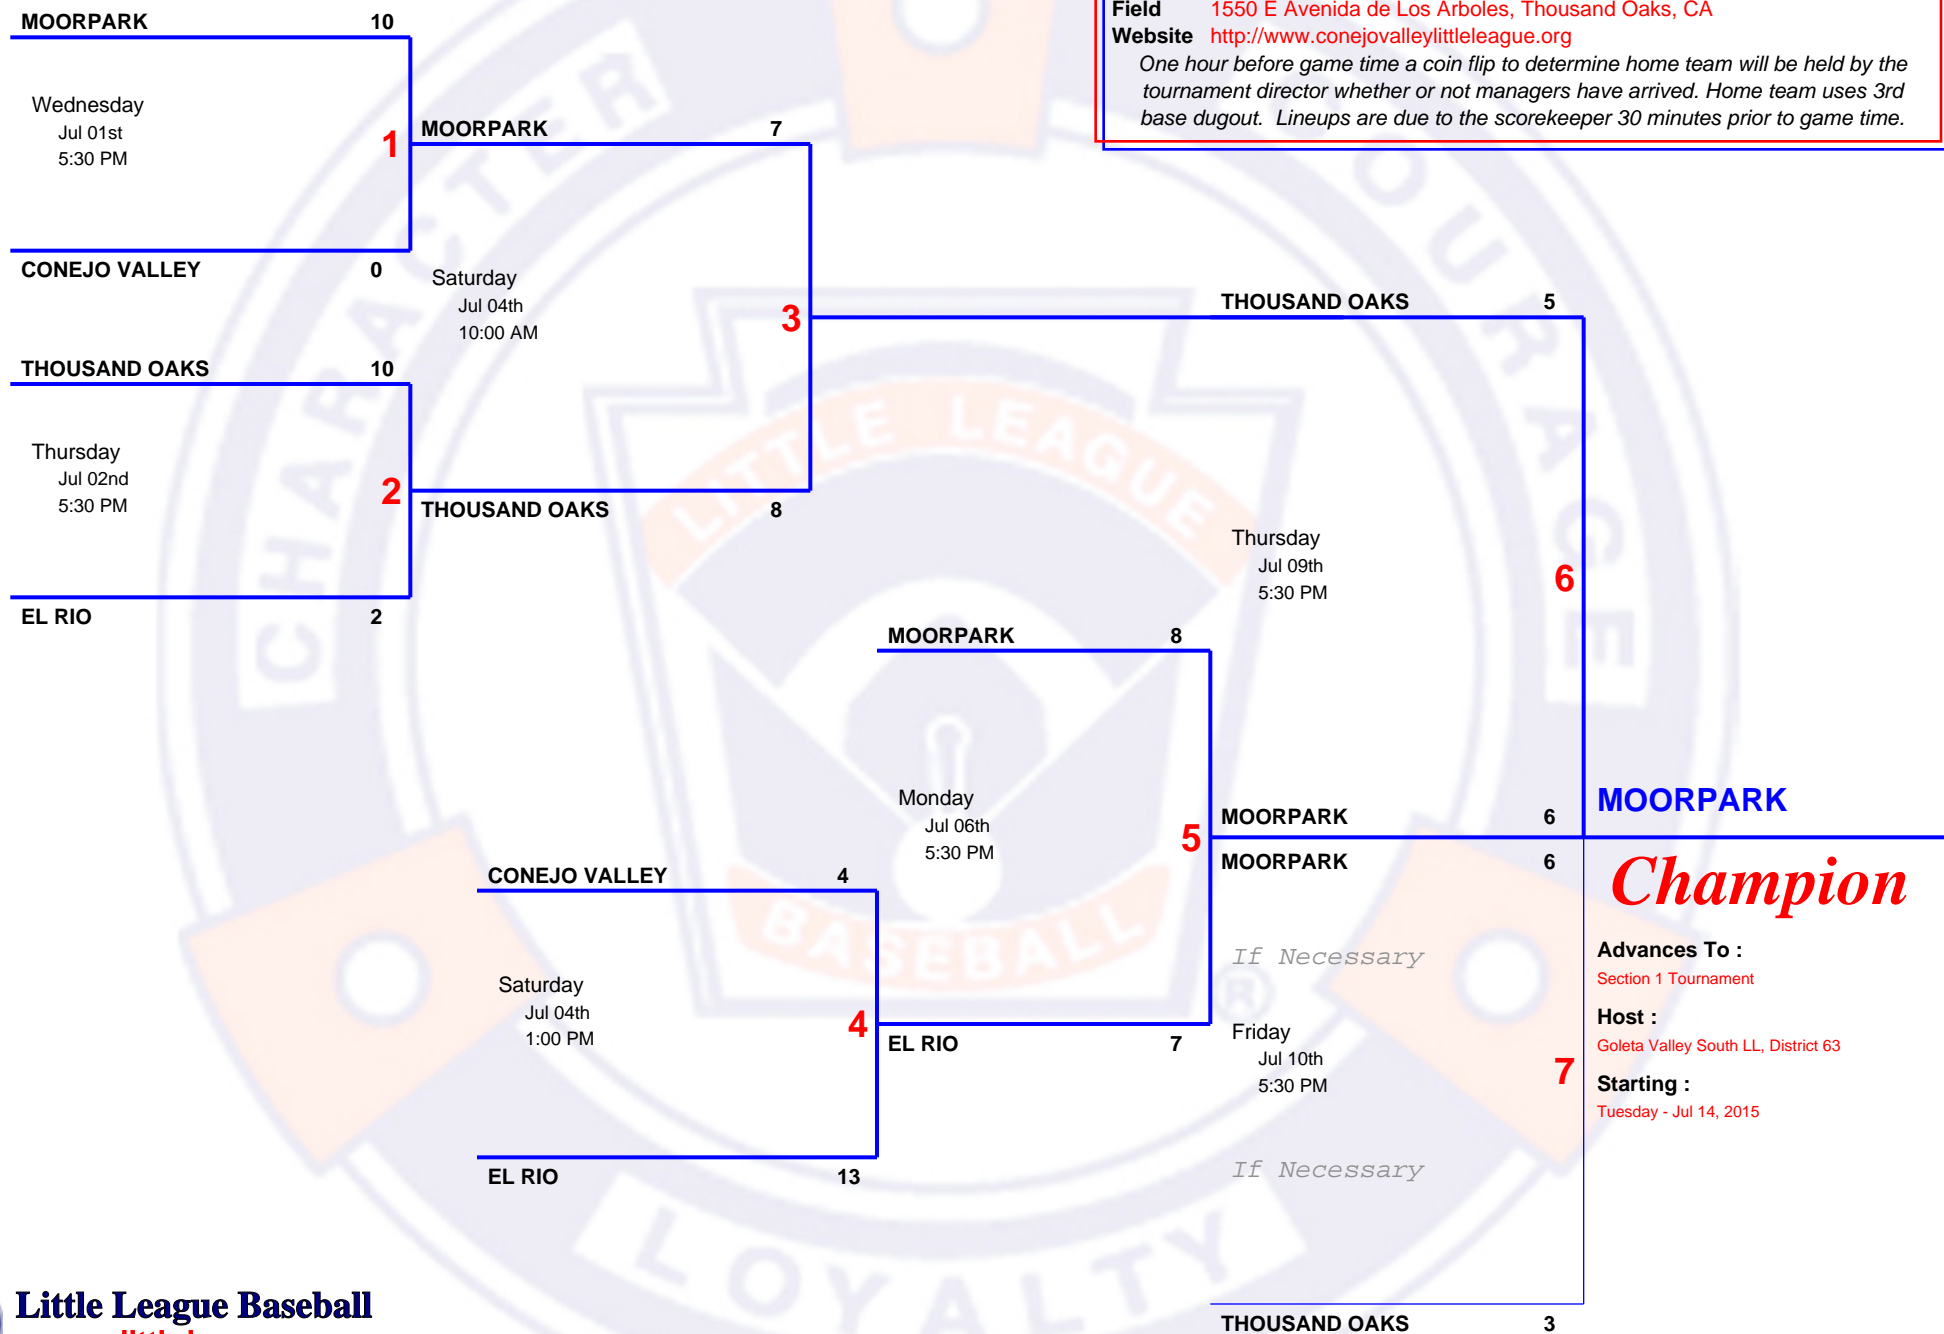 MOORPARK 10
Field 1550 E Avenida de Los Arboles, Thousand Oaks, CA
Website http://www.conejovalleylittleleague.org
One hour before game time a coin flip to determine home team will be held by the
tournament director whether or not managers have arrived. Home team uses 3rd
base dugout. Lineups are due to the scorekeeper 30 minutes prior to game time.
Wednesday
Jul 01st
5:30 PM
1
MOORPARK 7
CONEJO VALLEY 0
Saturday
Jul 04th
10:00 AM
3
THOUSAND OAKS 5
THOUSAND OAKS 10
Thursday
Jul 02nd
5:30 PM
2
THOUSAND OAKS 8
EL RIO 2
Thursday
Jul 09th
5:30 PM
6
MOORPARK 8
Monday
Jul 06th
5:30 PM
5
MOORPARK 6
MOORPARK
MOORPARK 6
Champion
CONEJO VALLEY 4
If Necessary
Advances To :
Section 1 Tournament
Saturday
Jul 04th
1:00 PM
4
EL RIO 7
Host :
Goleta Valley South LL, District 63
Friday
Jul 10th
5:30 PM
7
Starting :
Tuesday - Jul 14, 2015
EL RIO 13
If Necessary
THOUSAND OAKS 3
Little League Baseball
CHARACTER
COURAGE
LOYALTY
LITTLE LEAGUE
BASEBALL
®